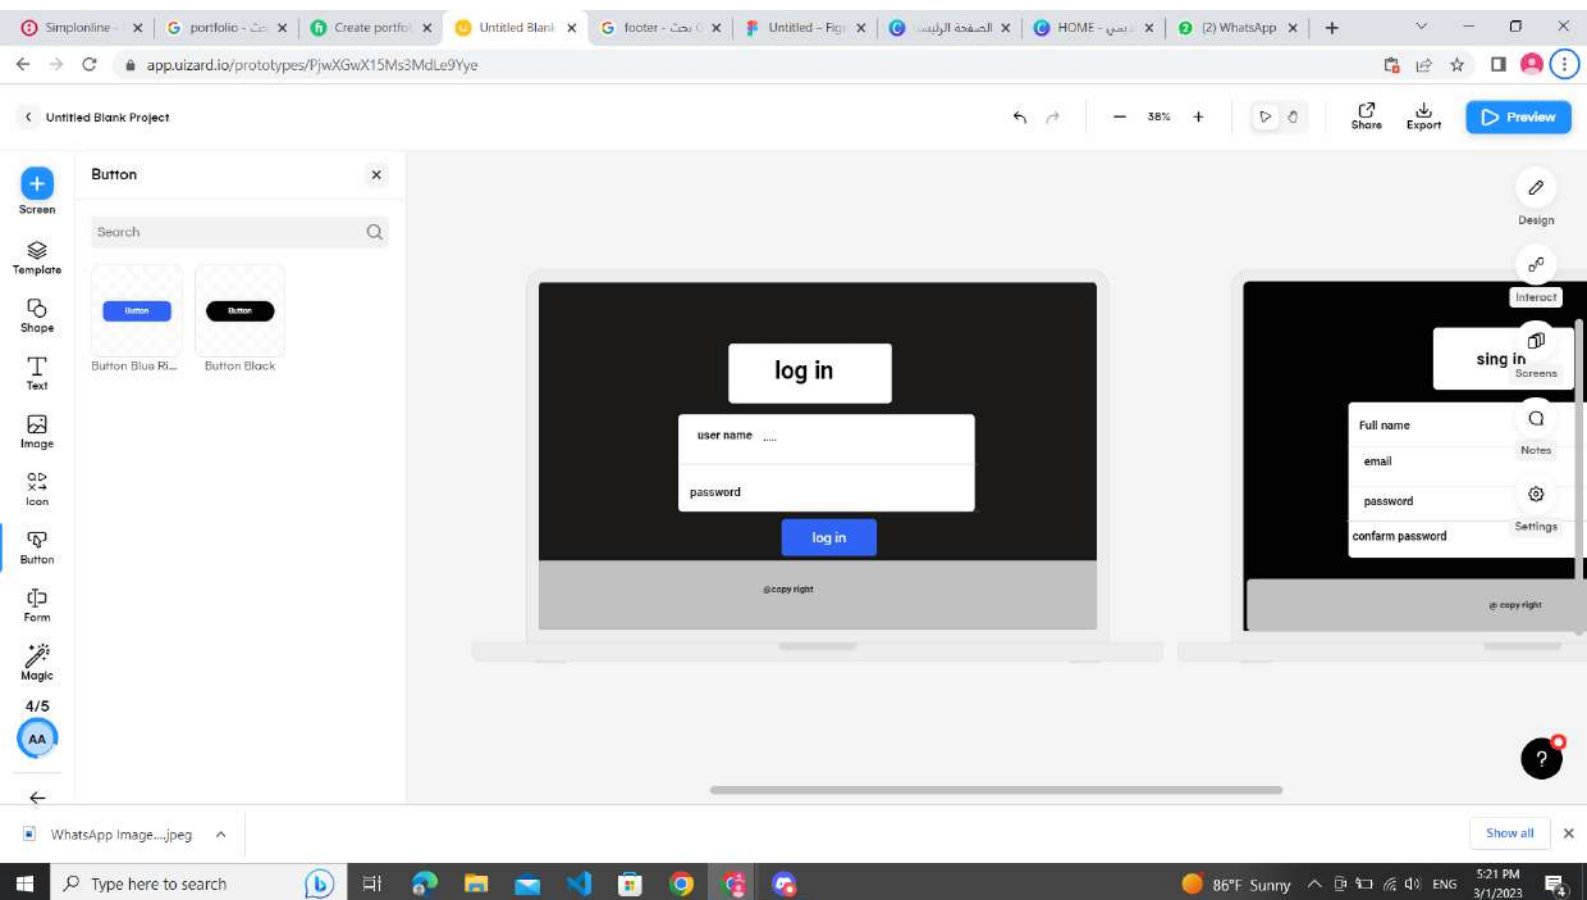 Simplonline
portfolio -
Create portfol
Untitled Blank
footer - بحث
Untitled – Fig
الصفحة الرئيس
HOME -
(2) WhatsApp
app.uizard.io/prototypes/PjwXGwX15Ms3MdLe9Yye
Untitled Blank Project
38%
Share
Export
Preview
Screen
Template
Shape
Text
Image
Icon
Button
Form
Magic
4/5
AA
Button
Search
Button
Button
Button Blue Ri...
Button Black
log in
user name .....
password
log in
@copy right
sing in
Full name
email
password
confarm password
@ copy right
Design
Interact
Screens
Notes
Settings
?
WhatsApp Image....jpeg
Show all
Type here to search
86°F Sunny
ENG
5:21 PM
3/1/2023
4